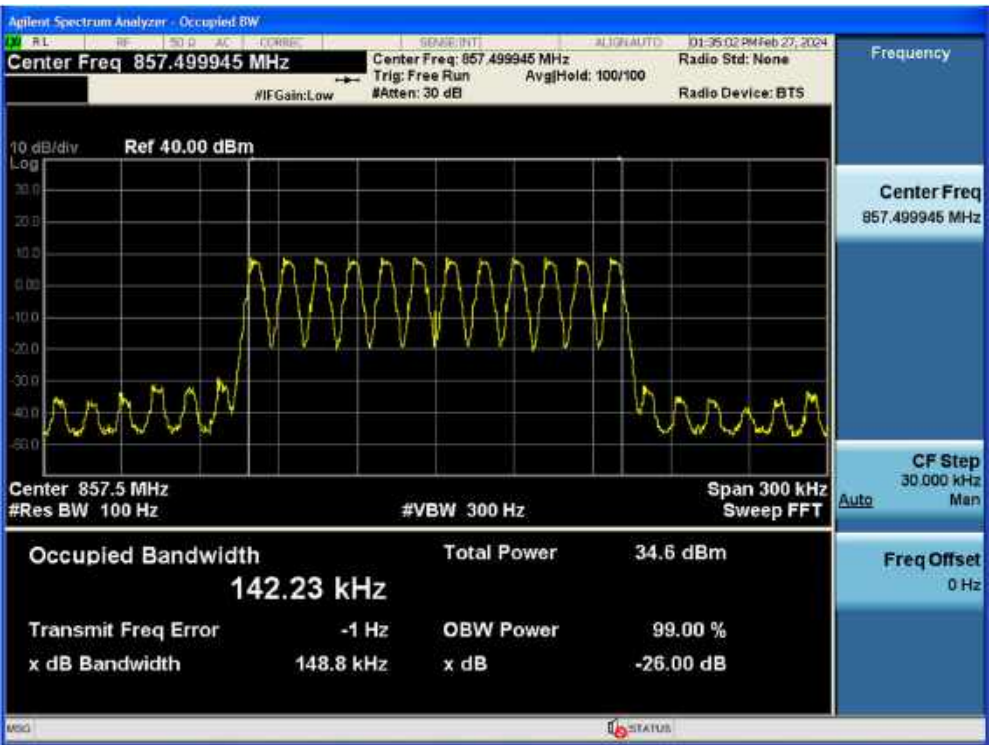 Agilent Spectrum Analyzer - Occupied BW
RL RF 50 Ω AC CORREC SENSE:INT ALIGN AUTO 01:35:02 PM Feb 27, 2024
Center Freq 857.499945 MHz
Center Freq: 857.499945 MHz
Radio Std: None
Trig: Free Run Avg|Hold: 100/100
#IFGain:Low
#Atten: 30 dB
Radio Device: BTS
10 dB/div Ref 40.00 dBm
Log
30.0
20.0
10.0
0.00
-10.0
-20.0
-30.0
-40.0
-50.0
Center 857.5 MHz Span 300 kHz
#Res BW 100 Hz #VBW 300 Hz Sweep FFT
Occupied Bandwidth Total Power 34.6 dBm
142.23 kHz
Transmit Freq Error -1 Hz OBW Power 99.00 %
x dB Bandwidth 148.8 kHz x dB -26.00 dB
MSG STATUS
Frequency
Center Freq
857.499945 MHz
CF Step
30.000 kHz
Auto Man
Freq Offset
0 Hz